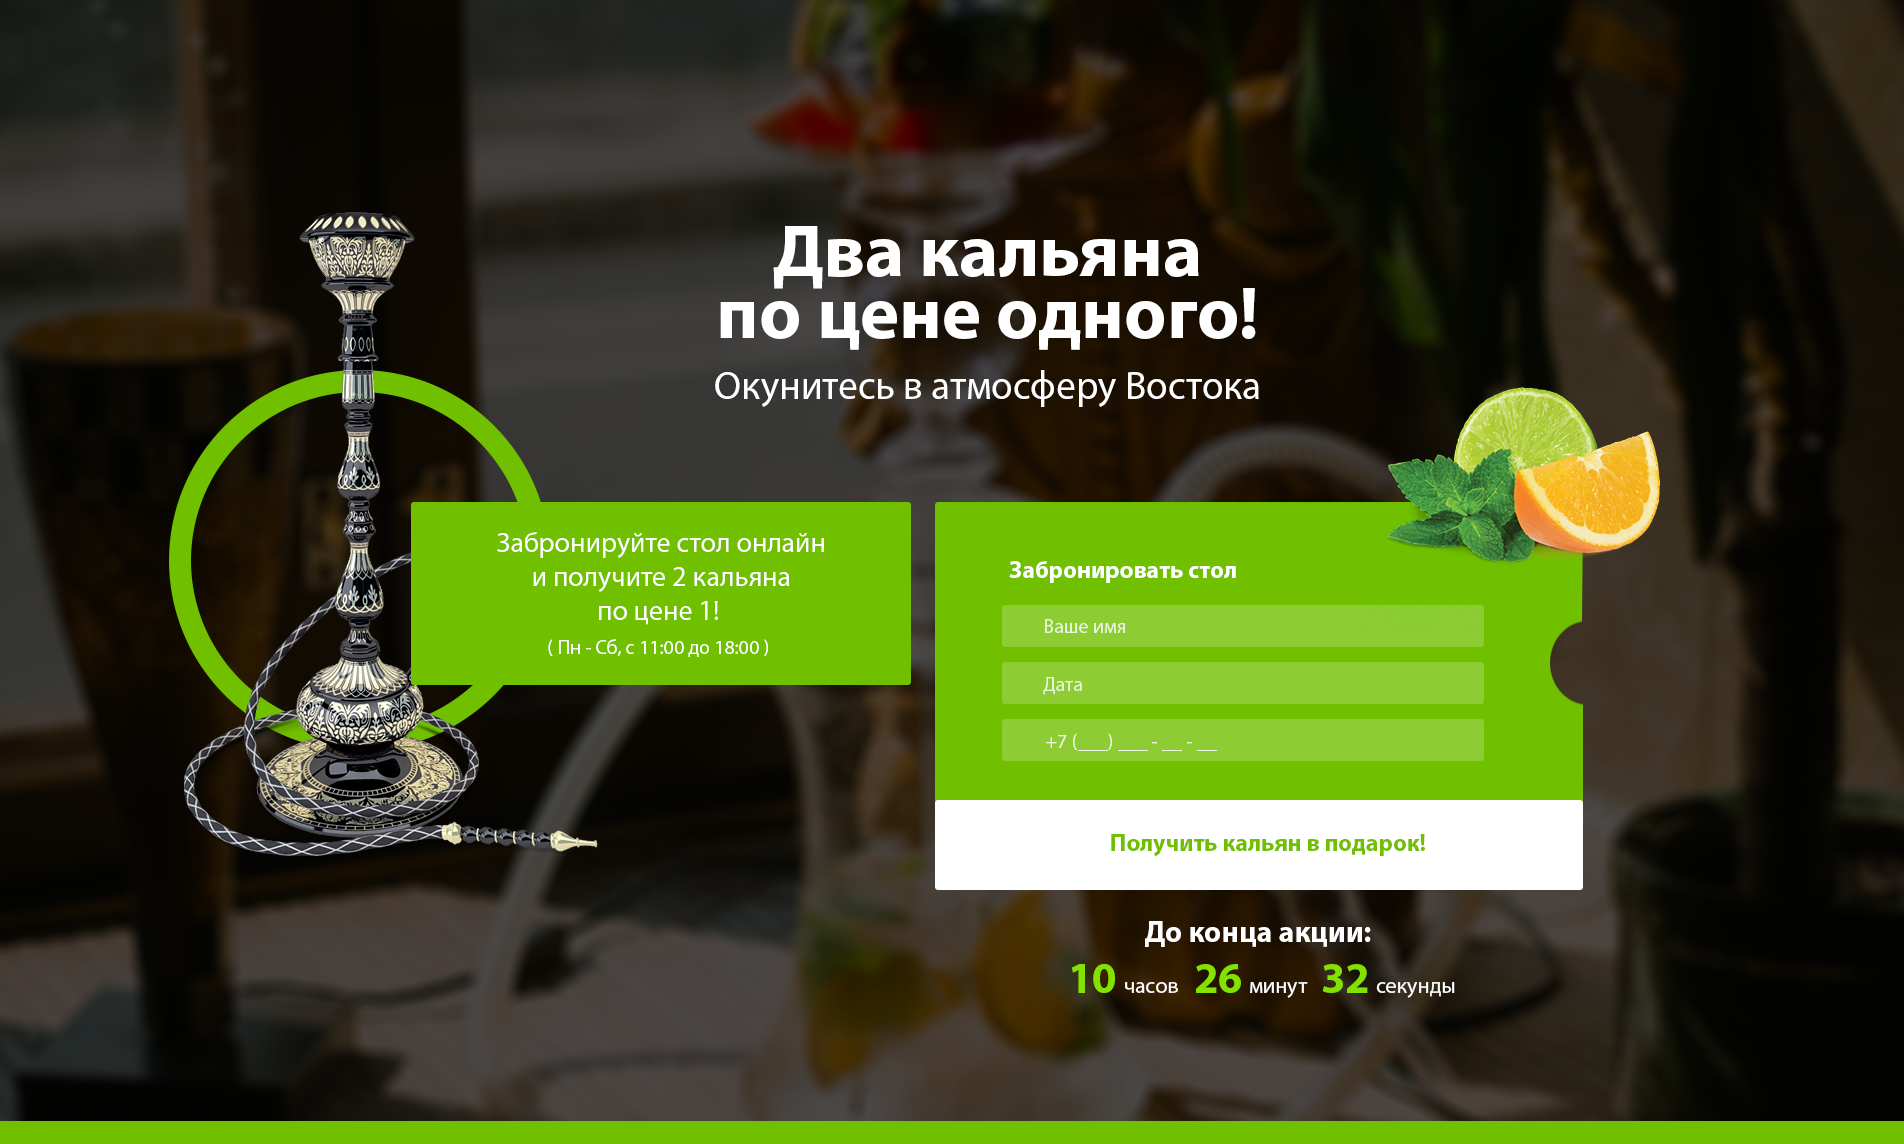 Два кальяна
по цене одного!
Окунитесь в атмосферу Востока
Забронируйте стол онлайн
и получите 2 кальяна
по цене 1!
( Пн - Сб, с 11:00 до 18:00 )
Забронировать стол
Ваше имя
Дата
+7 (___) ___ - __ - __
Получить кальян в подарок!
До конца акции:
10 часов 26 минут 32 секунды